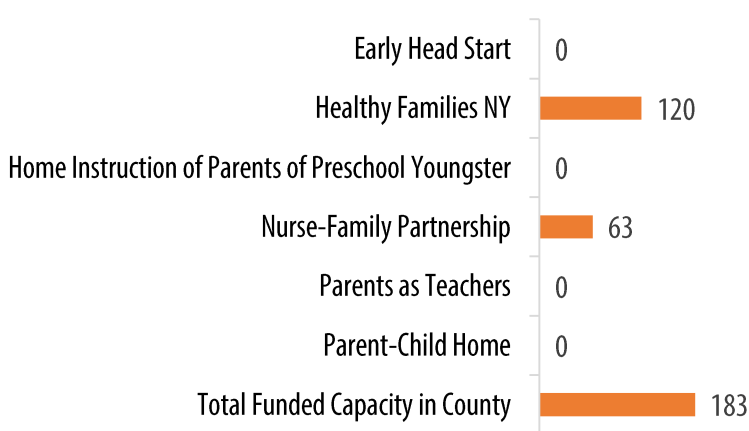 Early Head Start 0
Healthy Families NY 120
Home Instruction of Parents of Preschool Youngster 0
Nurse-Family Partnership 63
Parents as Teachers 0
Parent-Child Home 0
Total Funded Capacity in County 183